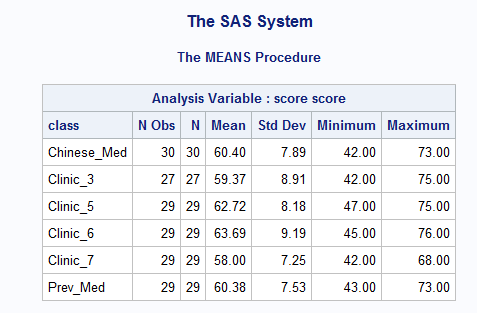 The SAS System
The MEANS Procedure
Analysis Variable : score score
class N Obs N Mean Std Dev Minimum Maximum
Chinese_Med 30 30 60.40 7.89 42.00 73.00
Clinic_3 27 27 59.37 8.91 42.00 75.00
Clinic_5 29 29 62.72 8.18 47.00 75.00
Clinic_6 29 29 63.69 9.19 45.00 76.00
Clinic_7 29 29 58.00 7.25 42.00 68.00
Prev_Med 29 29 60.38 7.53 43.00 73.00